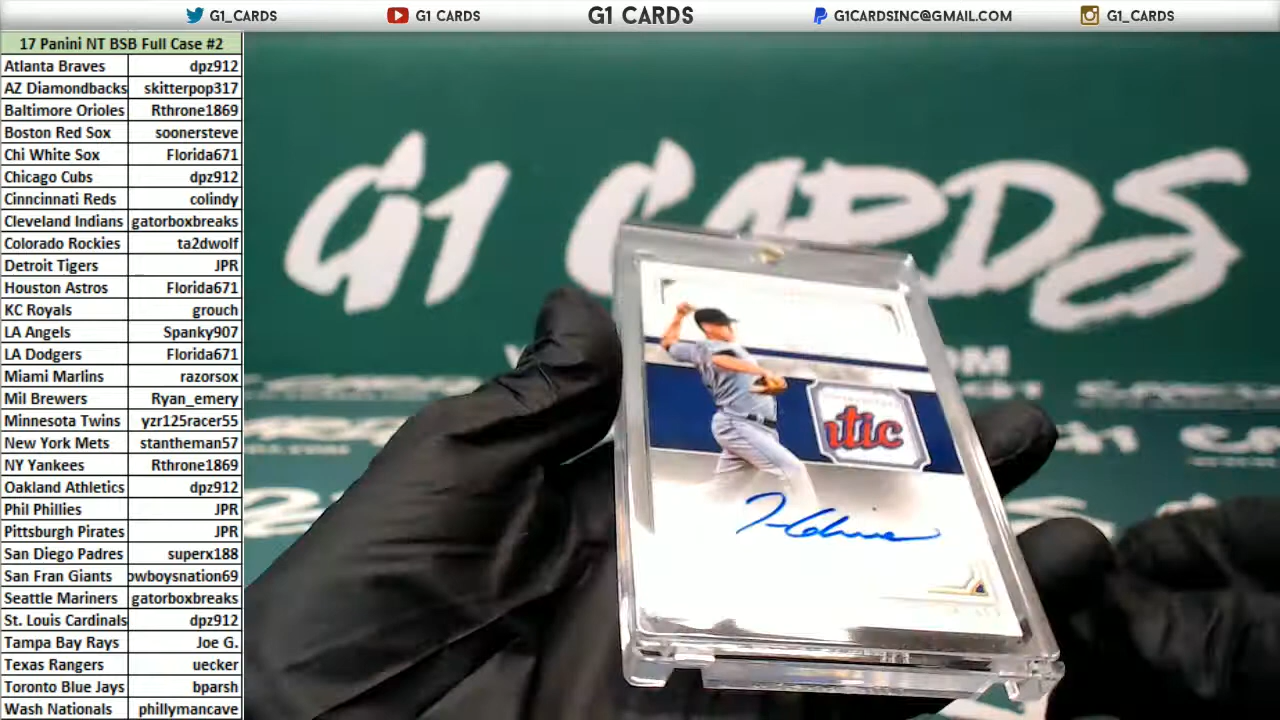 G1_CARDS
G1 CARDS
G1 CARDS
G1CARDSINC@GMAIL.COM
G1_CARDS
17 Panini NT BSB Full Case #2
Atlanta Braves dpz912
AZ Diamondbacks skitterpop317
Baltimore Orioles Rthrone1869
Boston Red Sox soonersteve
Chi White Sox Florida671
Chicago Cubs dpz912
Cinncinnati Reds colindy
Cleveland Indians gatorboxbreaks
Colorado Rockies ta2dwolf
Detroit Tigers JPR
Houston Astros Florida671
KC Royals grouch
LA Angels Spanky907
LA Dodgers Florida671
Miami Marlins razorsox
Mil Brewers Ryan_emery
Minnesota Twins yzr125racer55
New York Mets stantheman57
NY Yankees Rthrone1869
Oakland Athletics dpz912
Phil Phillies JPR
Pittsburgh Pirates JPR
San Diego Padres superx188
San Fran Giants owboysnation69
Seattle Mariners gatorboxbreaks
St. Louis Cardinals dpz912
Tampa Bay Rays Joe G.
Texas Rangers uecker
Toronto Blue Jays bparsh
Wash Nationals phillymancave
G1 CARDS